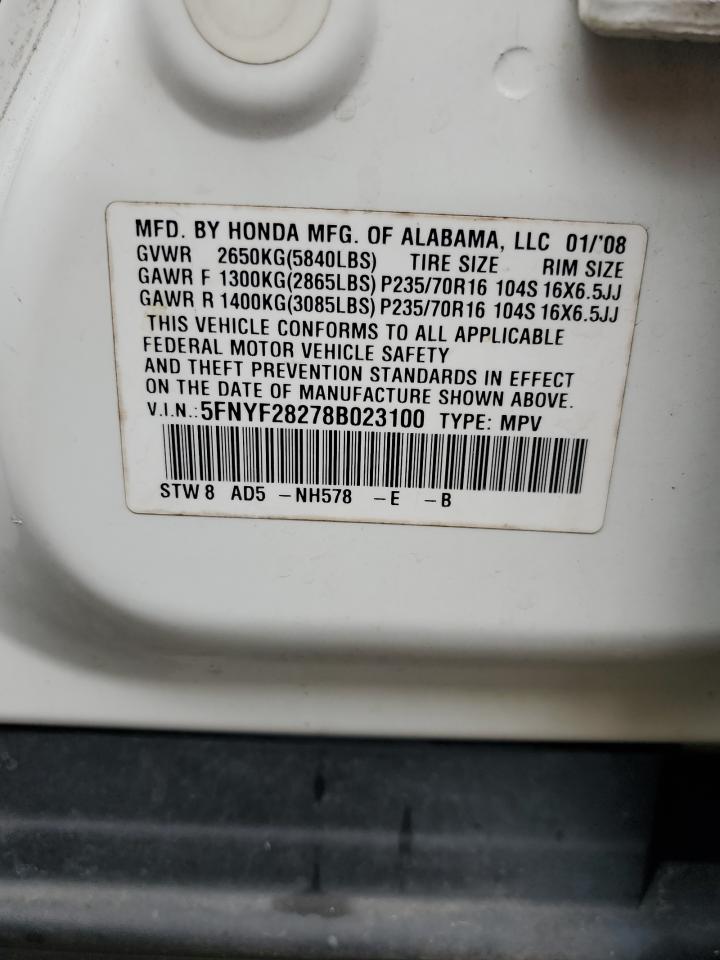 MFD. BY HONDA MFG. OF ALABAMA, LLC 01/'08
GVWR 2650KG(5840LBS) TIRE SIZE RIM SIZE
GAWR F 1300KG(2865LBS) P235/70R16 104S 16X6.5JJ
GAWR R 1400KG(3085LBS) P235/70R16 104S 16X6.5JJ
THIS VEHICLE CONFORMS TO ALL APPLICABLE
FEDERAL MOTOR VEHICLE SAFETY
AND THEFT PREVENTION STANDARDS IN EFFECT
ON THE DATE OF MANUFACTURE SHOWN ABOVE.
V.I.N.: 5FNYF28278B023100 TYPE: MPV
STW8 AD5 -NH578 -E -B